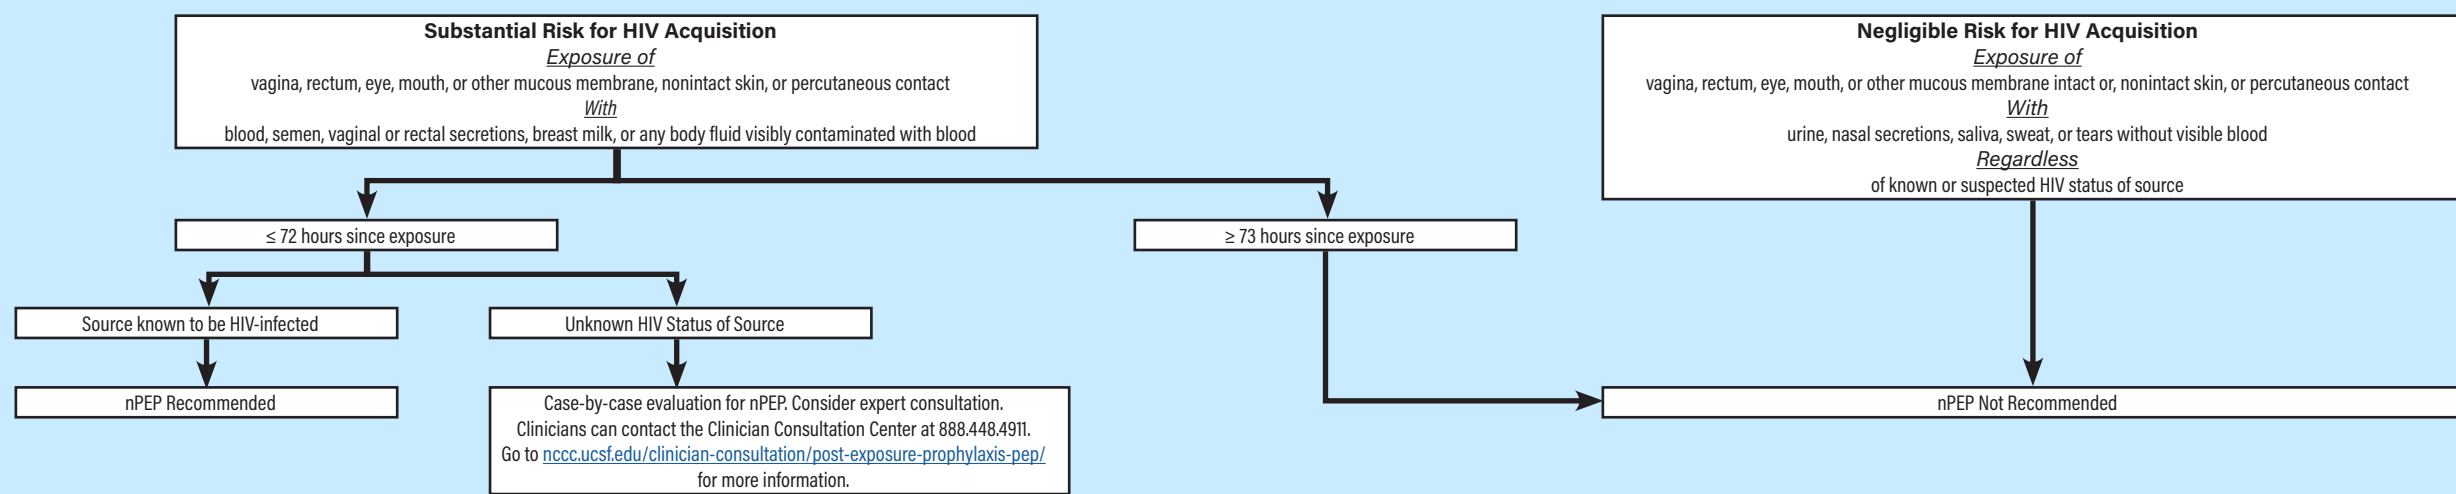 Substantial Risk for HIV Acquisition
Exposure of
vagina, rectum, eye, mouth, or other mucous membrane, nonintact skin, or percutaneous contact
With
blood, semen, vaginal or rectal secretions, breast milk, or any body fluid visibly contaminated with blood
Negligible Risk for HIV Acquisition
Exposure of
vagina, rectum, eye, mouth, or other mucous membrane intact or, nonintact skin, or percutaneous contact
With
urine, nasal secretions, saliva, sweat, or tears without visible blood
Regardless
of known or suspected HIV status of source
≤ 72 hours since exposure
≥ 73 hours since exposure
Source known to be HIV-infected
Unknown HIV Status of Source
nPEP Recommended
Case-by-case evaluation for nPEP. Consider expert consultation.
Clinicians can contact the Clinician Consultation Center at 888.448.4911.
Go to nccc.ucsf.edu/clinician-consultation/post-exposure-prophylaxis-pep/
for more information.
nPEP Not Recommended